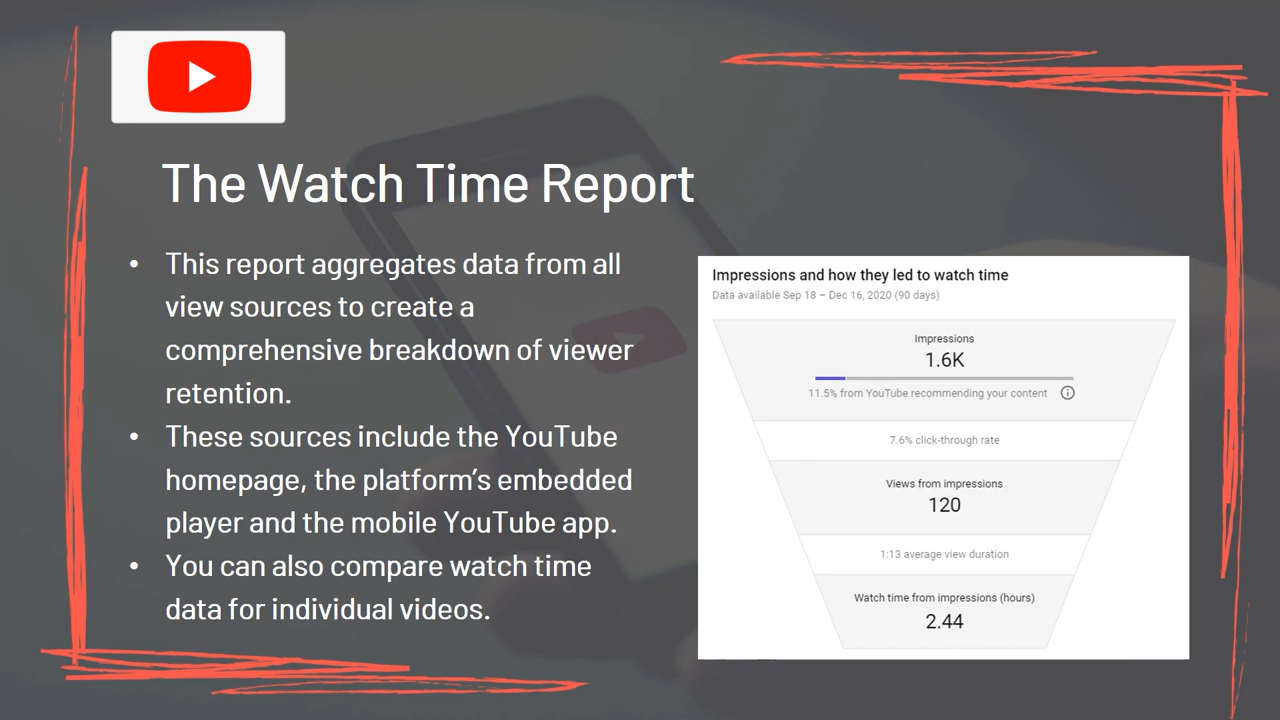 The Watch Time Report
• This report aggregates data from all
view sources to create a
comprehensive breakdown of viewer
retention.
• These sources include the YouTube
homepage, the platform’s embedded
player and the mobile YouTube app.
• You can also compare watch time
data for individual videos.
Impressions and how they led to watch time
Data available Sep 18 – Dec 16, 2020 (90 days)
Impressions
1.6K
11.5% from YouTube recommending your content
7.6% click-through rate
Views from impressions
120
1:13 average view duration
Watch time from impressions (hours)
2.44